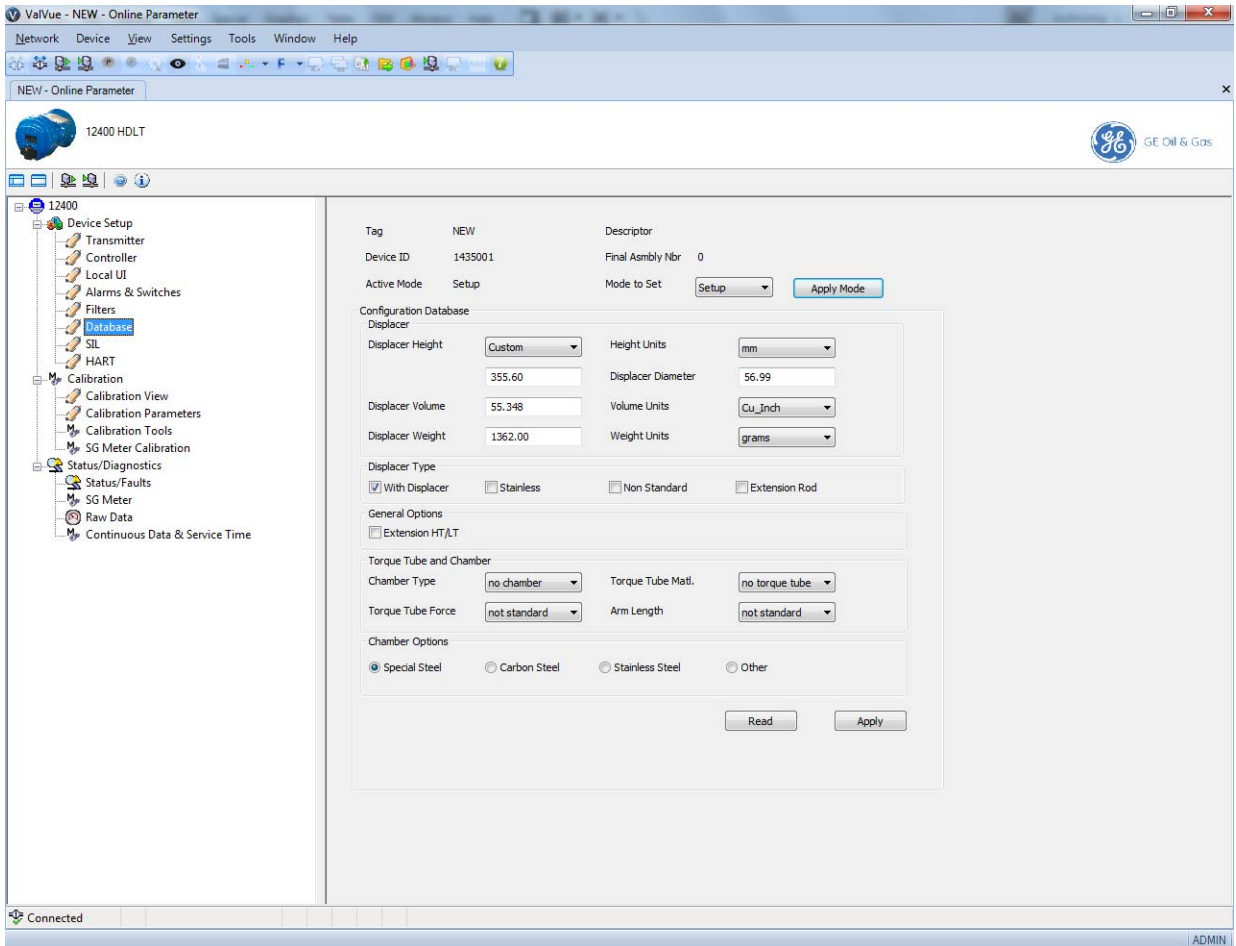 ValVue - NEW - Online Parameter
Network Device View Settings Tools Window Help
F
NEW - Online Parameter
12400 HDLT
GE Oil & Gas
12400
Device Setup
Transmitter
Controller
Local UI
Alarms & Switches
Filters
Database
SIL
HART
Calibration
Calibration View
Calibration Parameters
Calibration Tools
SG Meter Calibration
Status/Diagnostics
Status/Faults
SG Meter
Raw Data
Continuous Data & Service Time
Tag NEW Descriptor
Device ID 1435001 Final Asmbly Nbr 0
Active Mode Setup Mode to Set Setup Apply Mode
Configuration Database
Displacer
Displacer Height Custom Height Units mm
355.60 Displacer Diameter 56.99
Displacer Volume 55.348 Volume Units Cu_Inch
Displacer Weight 1362.00 Weight Units grams
Displacer Type
With Displacer Stainless Non Standard Extension Rod
General Options
Extension HT/LT
Torque Tube and Chamber
Chamber Type no chamber Torque Tube Matl. no torque tube
Torque Tube Force not standard Arm Length not standard
Chamber Options
Special Steel Carbon Steel Stainless Steel Other
Read Apply
Connected
ADMIN